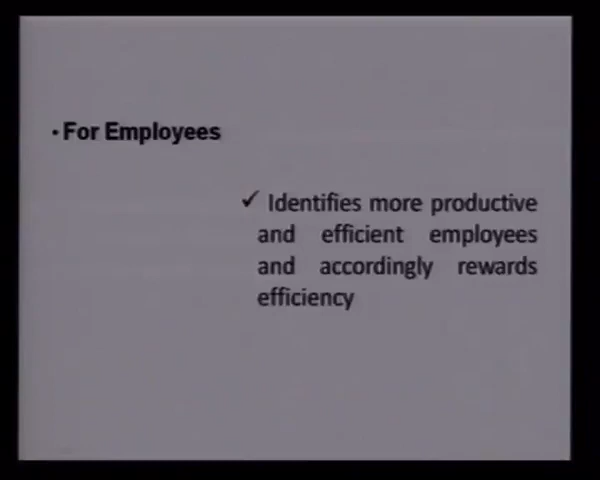 • For Employees
✓ Identifies more productive
and efficient employees
and accordingly rewards
efficiency